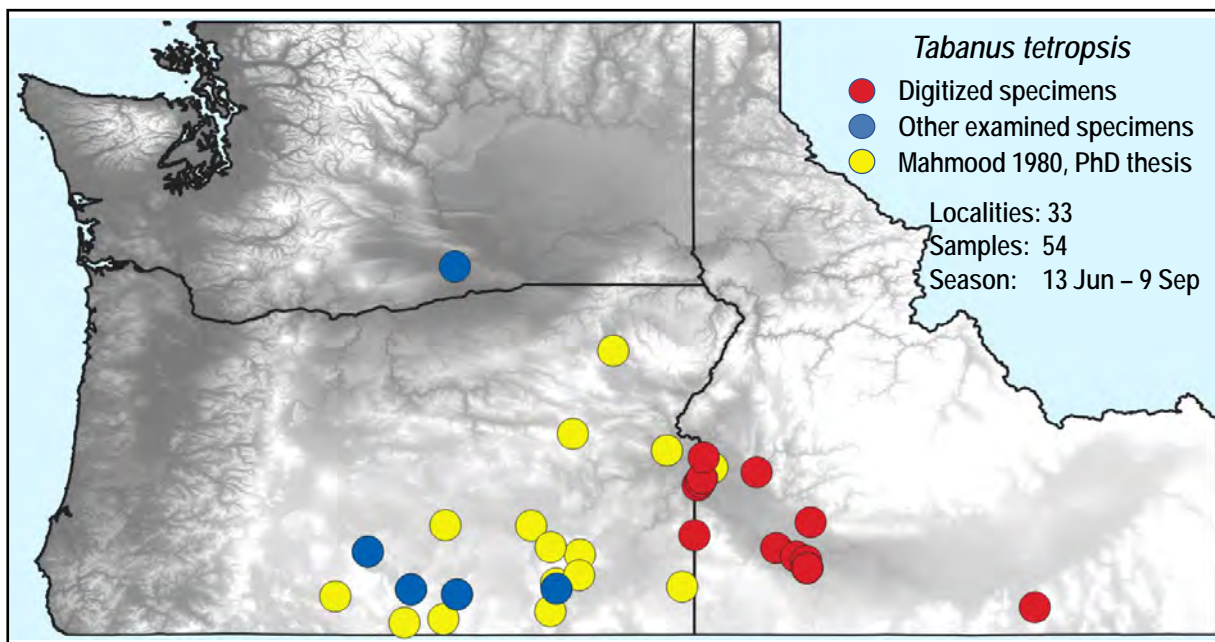 Tabanus tetropsis
Digitized specimens
Other examined specimens
Mahmood 1980, PhD thesis
Localities: 33
Samples: 54
Season: 13 Jun – 9 Sep